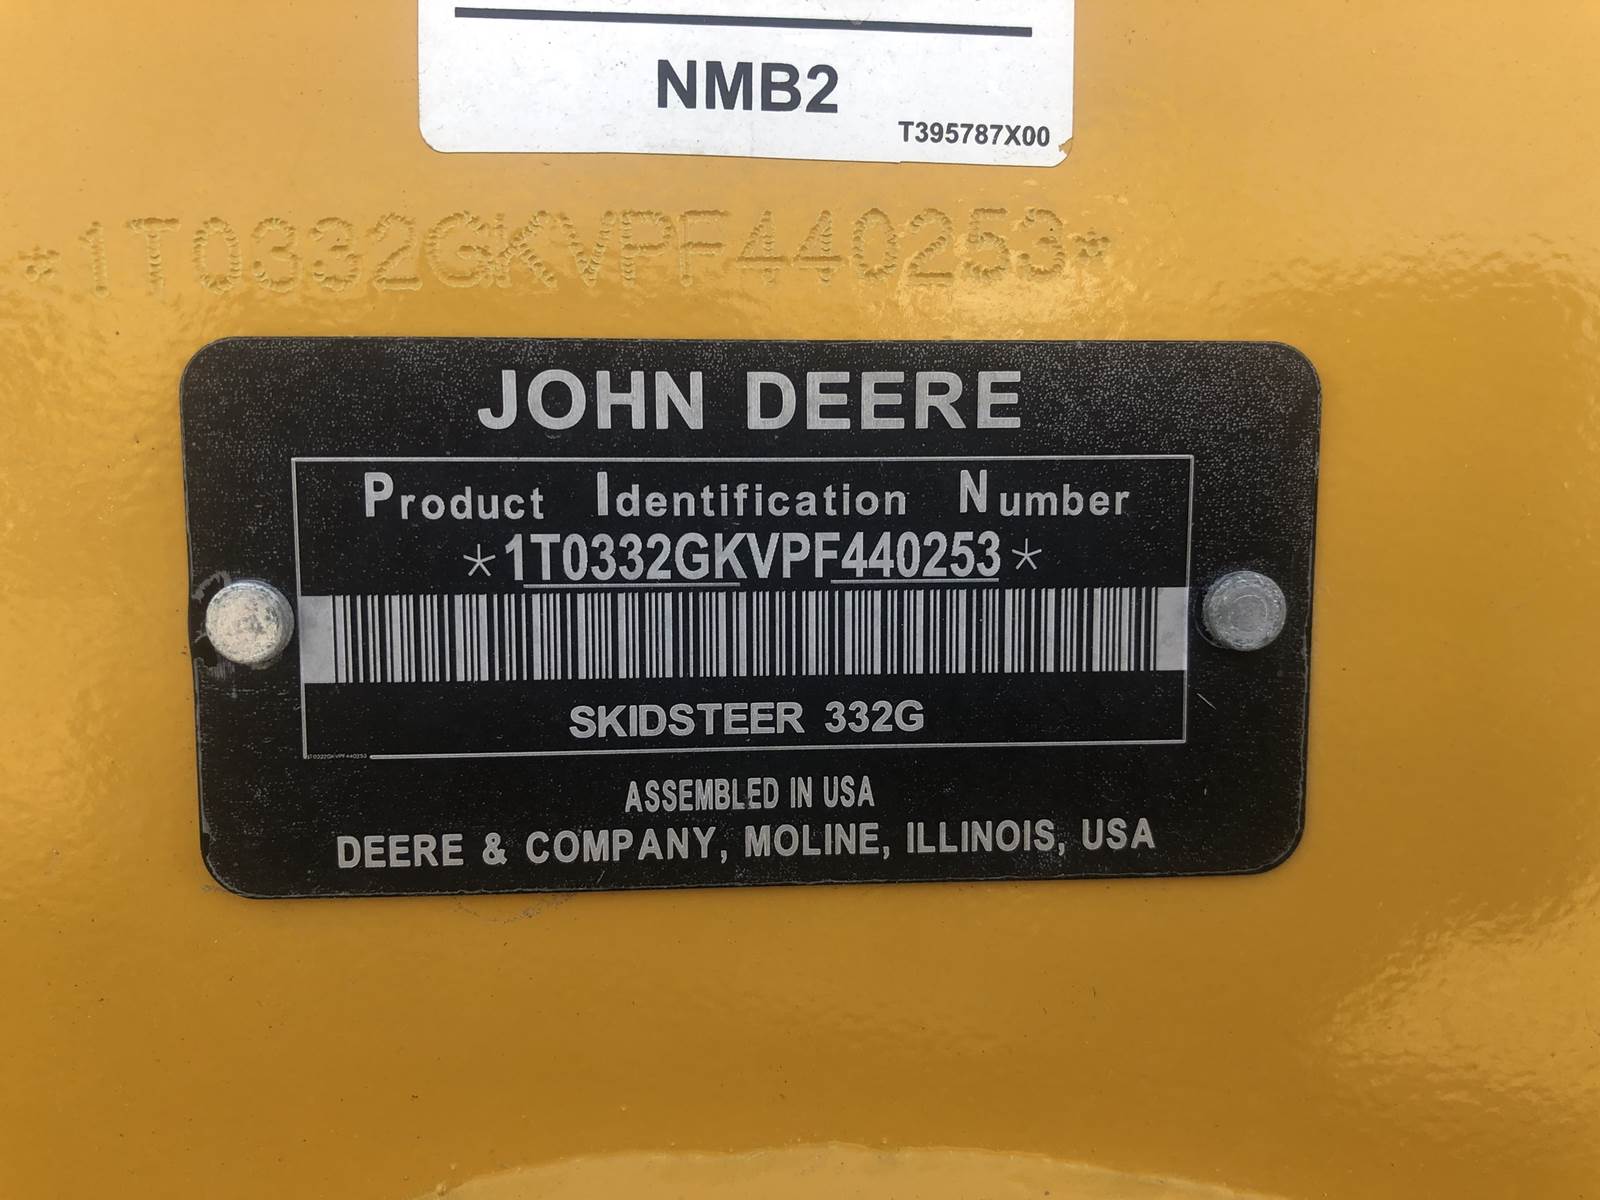 NMB2
T395787X00
*1T0332GKVPF440253*
JOHN DEERE
Product Identification Number
*1T0332GKVPF440253*
SKIDSTEER 332G
1T0332GKVPF440253
ASSEMBLED IN USA
DEERE & COMPANY, MOLINE, ILLINOIS, USA